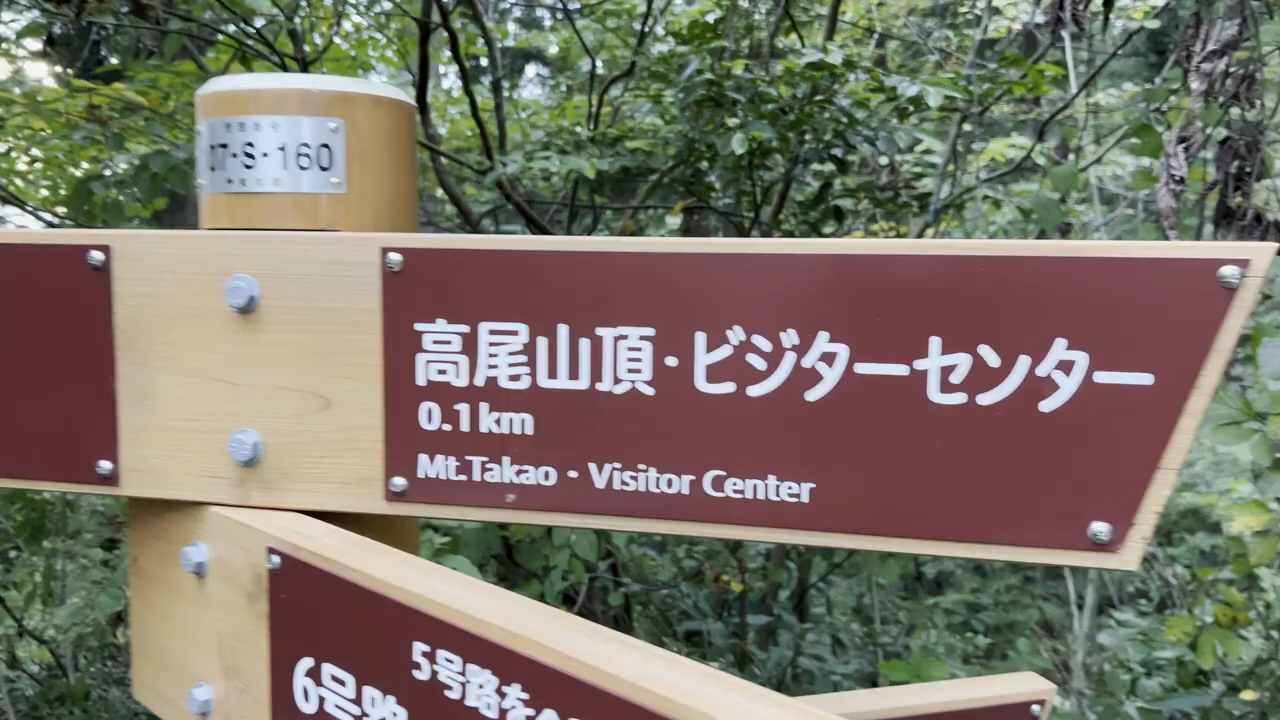 07-S-160
高尾山頂・ビジターセンター
0.1km
Mt.Takao・Visitor Center
5号路を
6号路